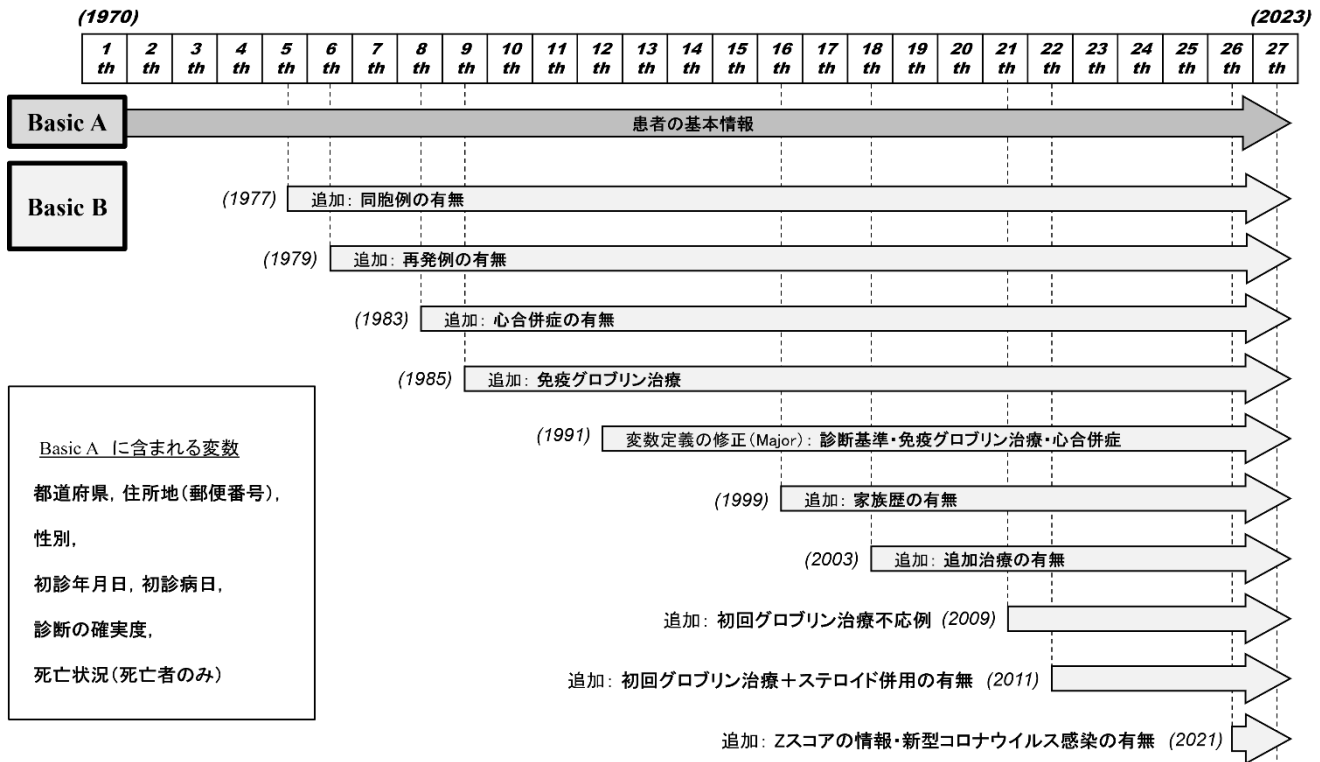 (1970) (2023)
1 th 2 th 3 th 4 th 5 th 6 th 7 th 8 th 9 th 10 th 11 th 12 th 13 th 14 th 15 th 16 th 17 th 18 th 19 th 20 th 21 th 22 th 23 th 24 th 25 th 26 th 27 th
Basic A 患者の基本情報
Basic B
(1977) 追加: 同胞例の有無
(1979) 追加: 再発例の有無
(1983) 追加: 心合併症の有無
(1985) 追加: 免疫グロブリン治療
(1991) 変数定義の修正(Major): 診断基準・免疫グロブリン治療・心合併症
(1999) 追加: 家族歴の有無
(2003) 追加: 追加治療の有無
追加: 初回グロブリン治療不応例 (2009)
追加: 初回グロブリン治療+ステロイド併用の有無 (2011)
追加: Zスコアの情報・新型コロナウイルス感染の有無 (2021)
Basic A に含まれる変数
都道府県, 住所地(郵便番号),
性別,
初診年月日, 初診病日,
診断の確実度,
死亡状況(死亡者のみ)